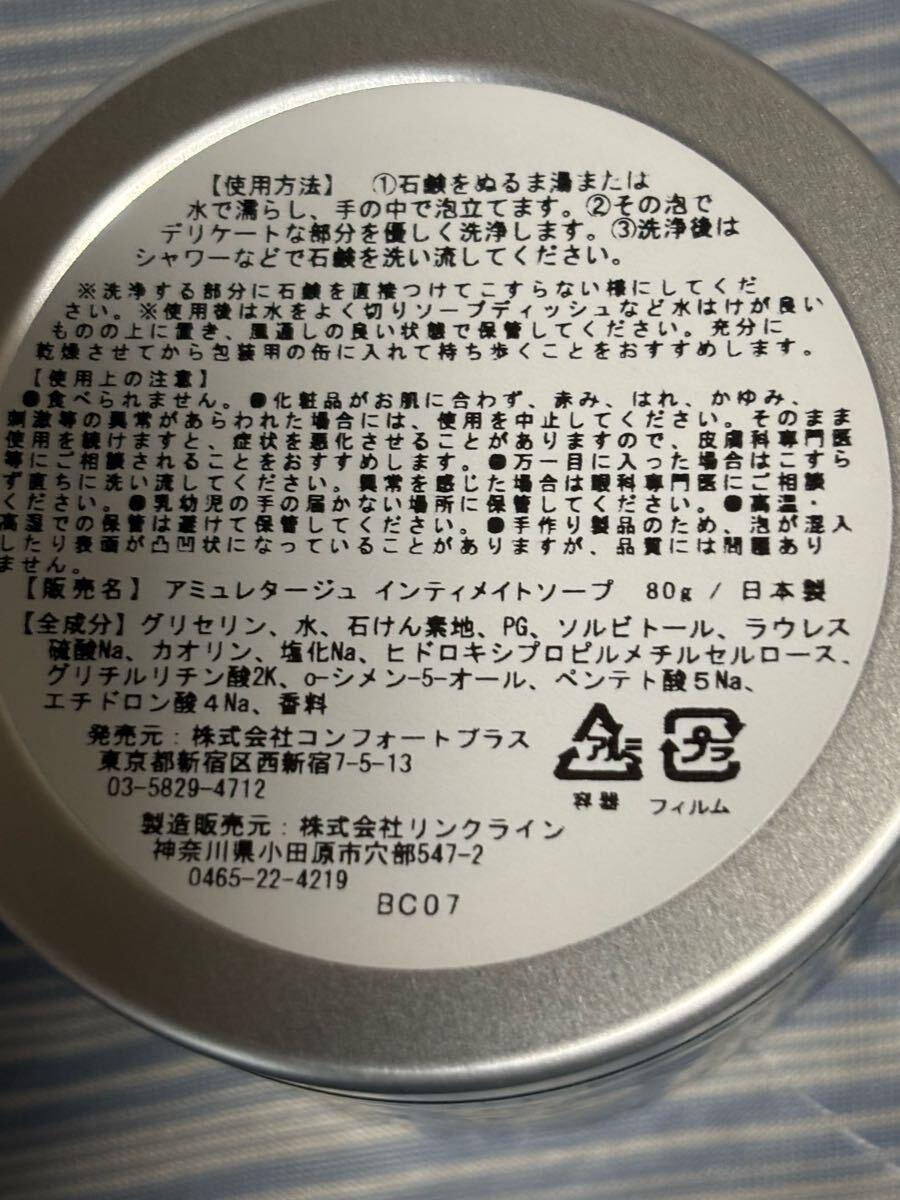 【使用方法】 ①石鹸をぬるま湯または
水で濡らし、手の中で泡立てます。②その泡で
デリケートな部分を優しく洗浄します。③洗浄後は
シャワーなどで石鹸を洗い流してください。
※洗浄する部分に石鹸を直接つけてこすらない様にしてくだ
さい。※使用後は水をよく切りソープディッシュなど水はけが良い
ものの上に置き、風通しの良い状態で保管してください。充分に
乾燥させてから包装用の缶に入れて持ち歩くことをおすすめします。
【使用上の注意】
●食べられません。●化粧品がお肌に合わず、赤み、はれ、かゆみ、
刺激等の異常があらわれた場合には、使用を中止してください。そのまま
使用を続けますと、症状を悪化させることがありますので、皮膚科専門医
等にご相談されることをおすすめします。●万一目に入った場合はこすら
ず直ちに洗い流してください。異常を感じた場合は眼科専門医にご相談
ください。●乳幼児の手の届かない場所に保管してください。●高温・
高湿での保管は避けて保管してください。●手作り製品のため、泡が混入
したり表面が凸凹状になっていることがありますが、品質には問題あり
ません。
【販売名】 アミュレタージュ インティメイトソープ 80g / 日本製
【全成分】グリセリン、水、石けん素地、PG、ソルビトール、ラウレス
硫酸Na、カオリン、塩化Na、ヒドロキシプロピルメチルセルロース、
グリチルリチン酸2K、o-シメン-5-オール、ペンテト酸5Na、
エチドロン酸4Na、香料
発売元：株式会社コンフォートプラス
東京都新宿区西新宿7-5-13
03-5829-4712
アル
容器
プラ
フィルム
製造販売元：株式会社リンクライン
神奈川県小田原市穴部547-2
0465-22-4219
BC07